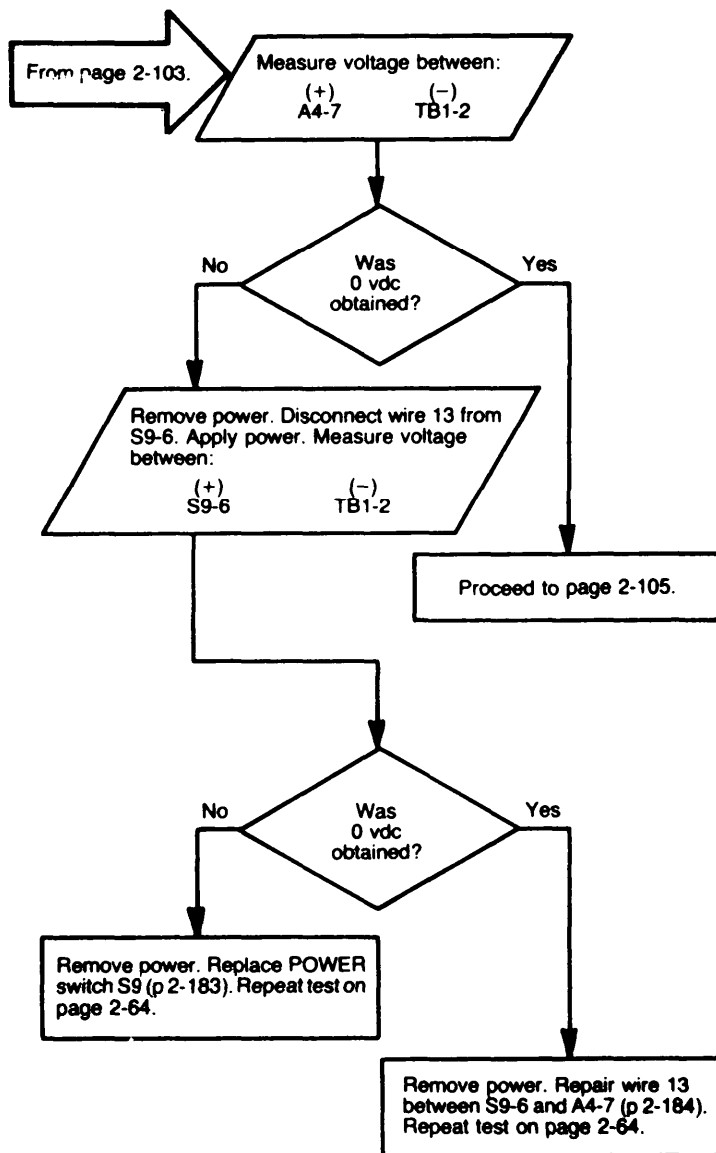 From page 2-103.
Measure voltage between:
(+) (−)
A4-7 TB1-2
No
Was
0 vdc
obtained?
Yes
Remove power. Disconnect wire 13 from
S9-6. Apply power. Measure voltage
between:
(+) (−)
S9-6 TB1-2
Proceed to page 2-105.
No
Was
0 vdc
obtained?
Yes
Remove power. Replace POWER
switch S9 (p 2-183). Repeat test on
page 2-64.
Remove power. Repair wire 13
between S9-6 and A4-7 (p 2-184).
Repeat test on page 2-64.